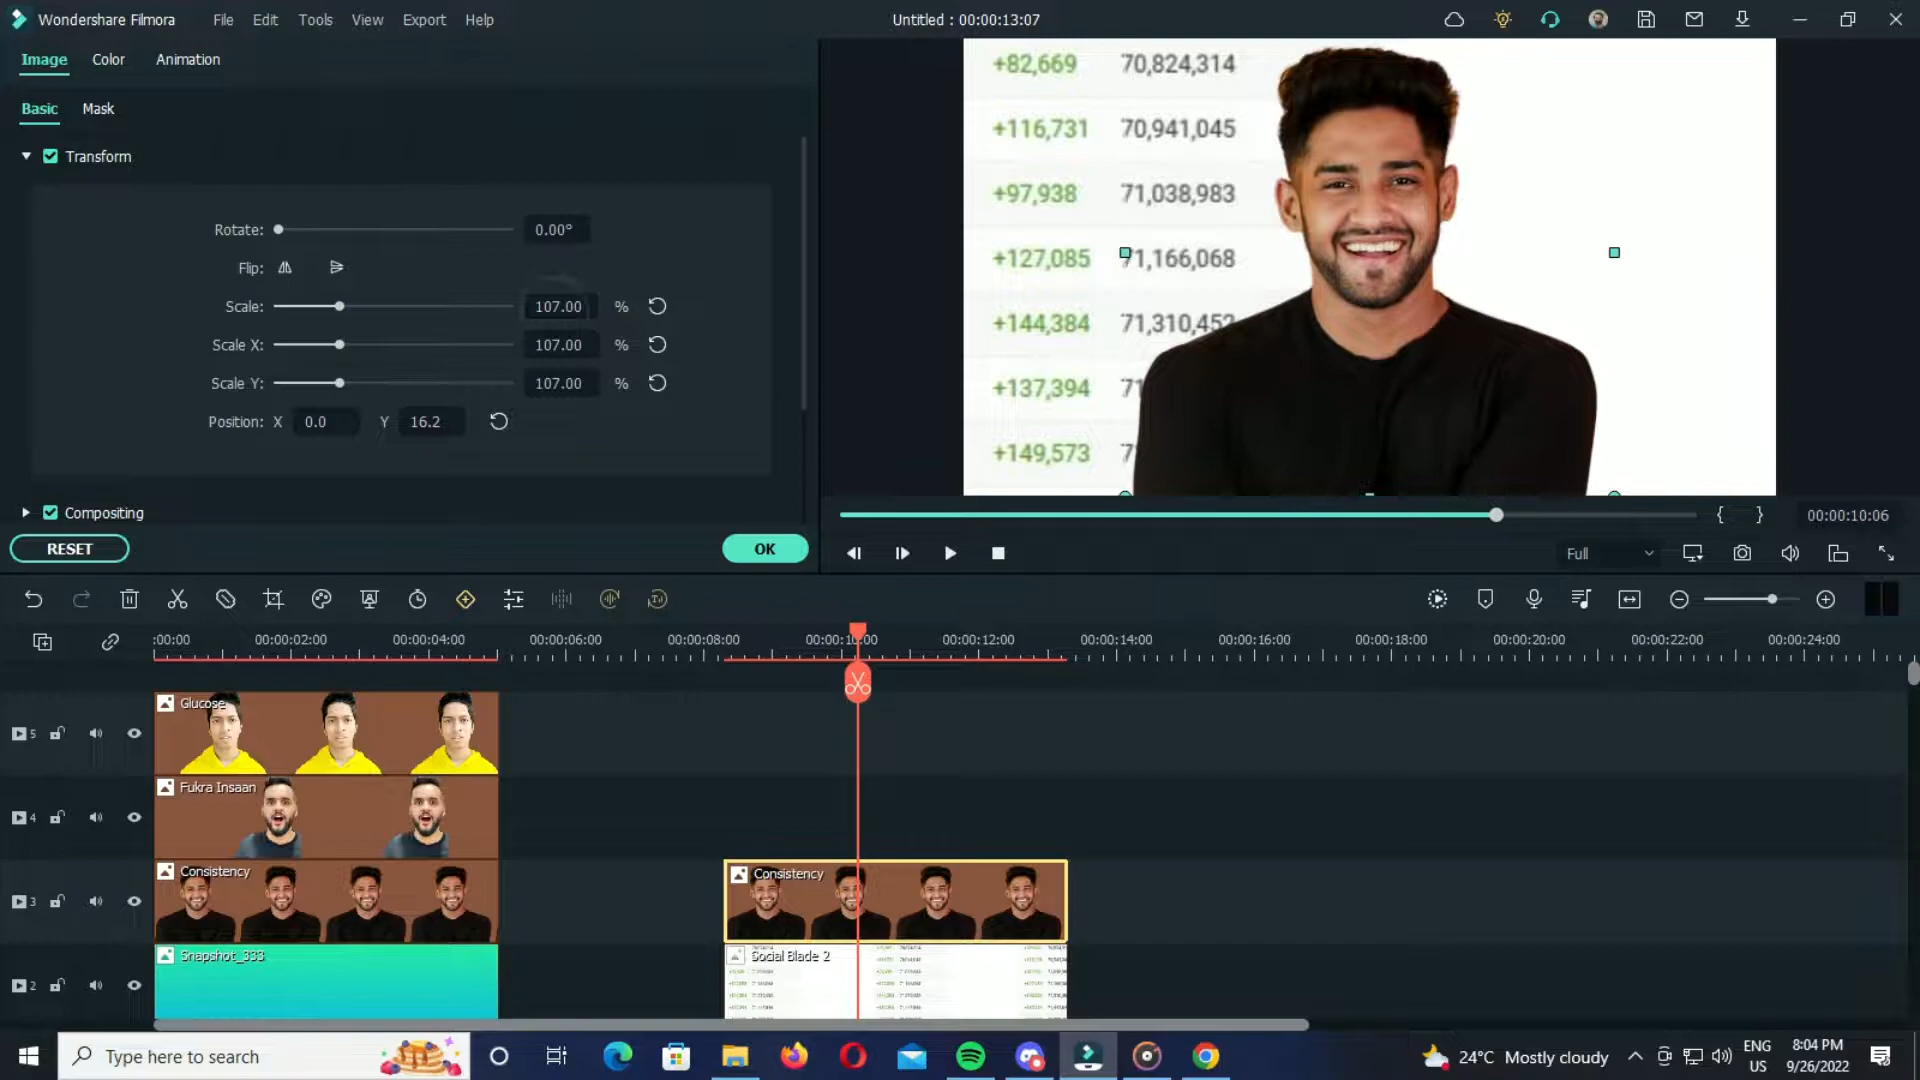 Wondershare Filmora File Edit Tools View Export Help Untitled : 00:00:13:07
Image Color Animation
Basic Mask
Transform
Rotate: 0.00°
Flip:
Scale: 107.00 %
Scale X: 107.00 %
Scale Y: 107.00 %
Position: X 0.0 Y 16.2
Compositing
RESET OK
+82,669 70,824,314
+116,731 70,941,045
+97,938 71,038,983
+127,085 71,166,068
+144,384 71,310,452
+137,394 71
+149,573 7
{ } 00:00:10:06
Full
:00:00 00:00:02:00 00:00:04:00 00:00:06:00 00:00:08:00 00:00:10:00 00:00:12:00 00:00:14:00 00:00:16:00 00:00:18:00 00:00:20:00 00:00:22:00 00:00:24:00
5 Glucose
4 Fukra Insaan
3 Consistency Consistency
2 Snapshot_333 Social Blade 2
Type here to search
24°C Mostly cloudy
ENG
US
8:04 PM
9/26/2022